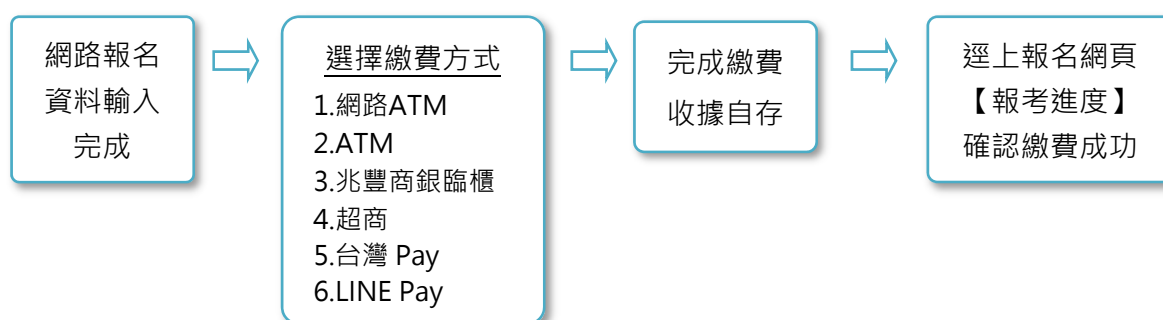 網路報名
資料輸入
完成
選擇繳費方式
1.網路ATM
2.ATM
3.兆豐商銀臨櫃
4.超商
5.台灣 Pay
6.LINE Pay
完成繳費
收據自存
逕上報名網頁
【報考進度】
確認繳費成功